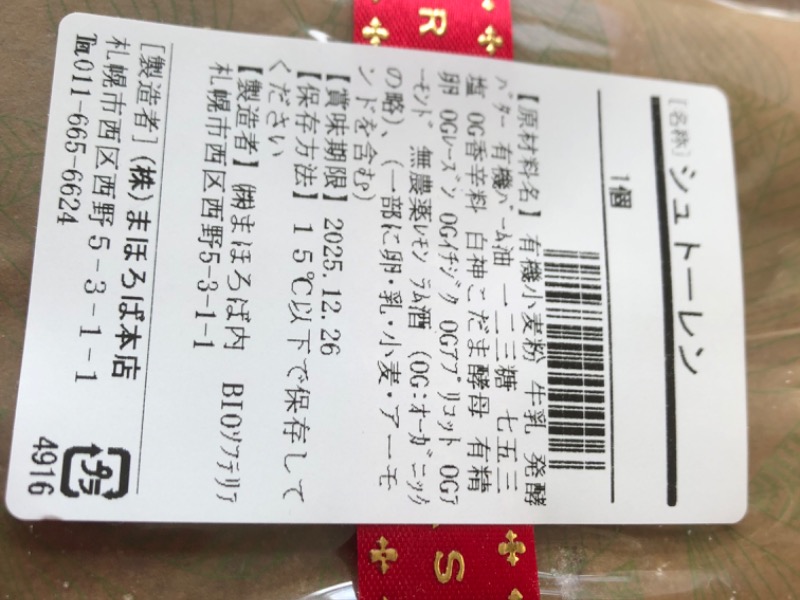 [名称] シュトーレン
1個
【原材料名】有機小麦粉 牛乳 発酵
バター 有機パーム油 一二三糖 七五三
塩 OG香辛料 白神こだま酵母 有精
卵 OGレーズン OGイチジク OGアプリコット OGア
ーモンド 無農薬レモン ラム酒 (OG:オーガニック
の略)、(一部に卵・乳・小麦・アーモ
ンドを含む)
【賞味期限】2025.12.26
【保存方法】15℃以下で保存して
ください
【製造者】㈱まほろば内 BIOソフテリア
札幌市西区西野5-3-1-1
[製造者] (株)まほろば本店
札幌市西区西野5-3-1-1
℡011-665-6624
プラ
4916
R
S